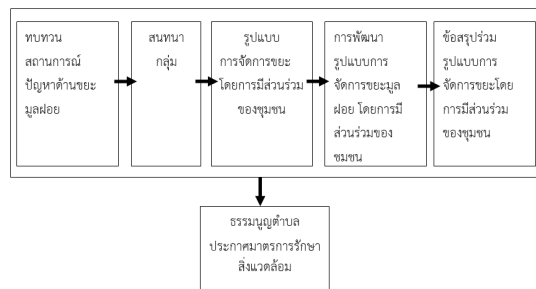 ทบทวน
สถานการณ์
ปัญหาด้านขยะ
มูลฝอย
สนทนา
กลุ่ม
รูปแบบ
การจัดการขยะ
โดยการมีส่วนร่วม
ของชุมชน
การพัฒนา
รูปแบบการ
จัดการขยะมูล
ฝอย โดยการมี
ส่วนร่วมของ
ชุมชน
ข้อสรุปร่วม
รูปแบบการ
จัดการขยะโดย
การมีส่วนร่วม
ของชุมชน
ธรรมนูญตำบล
ประกาศมาตรการรักษา
สิ่งแวดล้อม